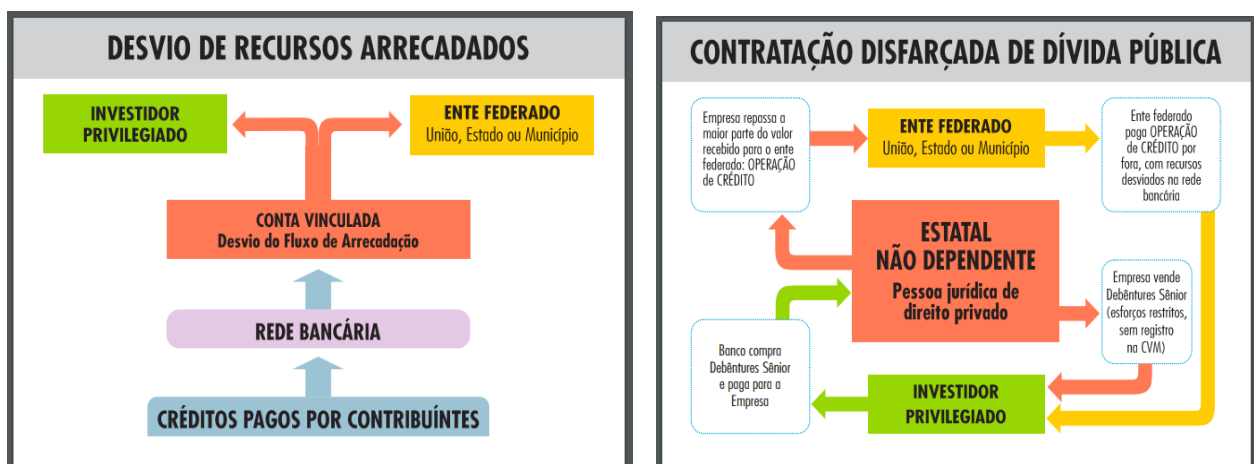 DESVIO DE RECURSOS ARRECADADOS
INVESTIDOR
PRIVILEGIADO
ENTE FEDERADO
União, Estado ou Município
CONTA VINCULADA
Desvio do Fluxo de Arrecadação
REDE BANCÁRIA
CRÉDITOS PAGOS POR CONTRIBUÍNTES
CONTRATAÇÃO DISFARÇADA DE DÍVIDA PÚBLICA
Empresa repassa a
maior parte do valor
recebido para o ente
federado: OPERAÇÃO
de CRÉDITO
ENTE FEDERADO
União, Estado ou Município
Ente federado
paga OPERAÇÃO
de CRÉDITO por
fora, com recursos
desviados na rede
bancária
ESTATAL
NÃO DEPENDENTE
Pessoa jurídica de
direito privado
Empresa vende
Debêntures Sênior
(esforços restritos,
sem registro
na CVM)
Banco compra
Debêntures Sênior
e paga para a
Empresa
INVESTIDOR
PRIVILEGIADO